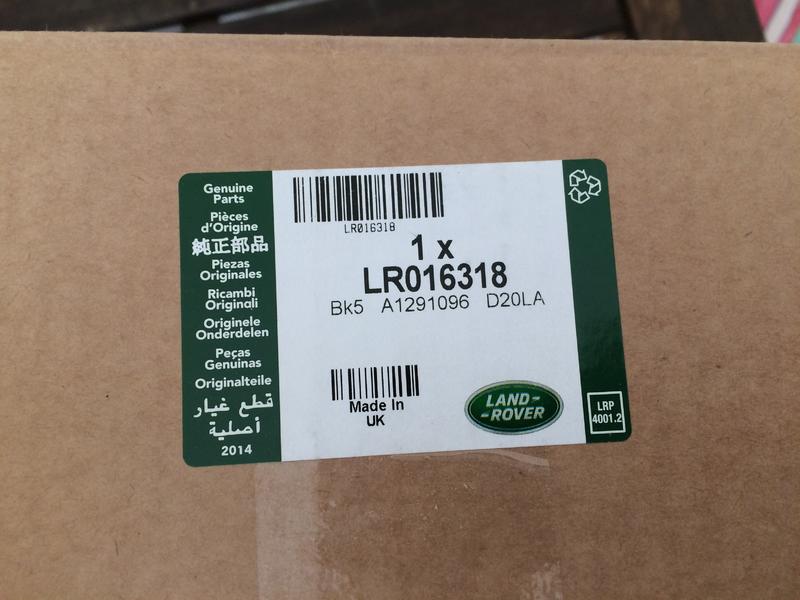 Genuine
Parts
Pièces
d'Origine
純正部品
Piezas
Originales
Ricambi
Originali
Originele
Onderdelen
Peças
Genuinas
Originalteile
قطع غيار
أصلية
2014
LR016318
1 x
LR016318
Bk5 A1291096 D20LA
Made In
UK
LAND-
-ROVER
LRP
4001.2